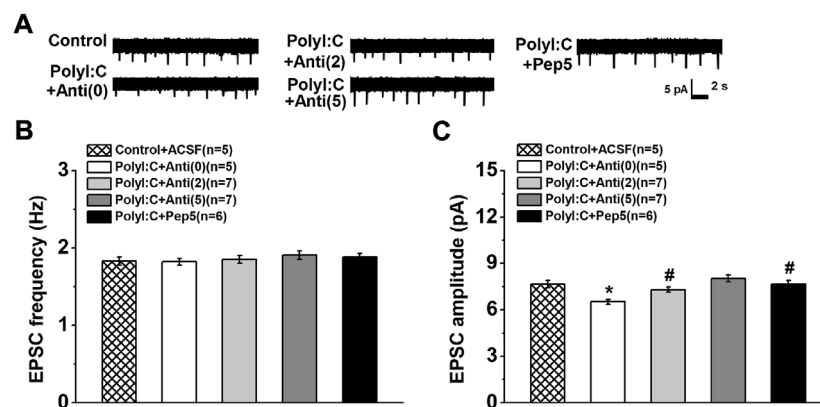 A
Control
PolyI:C
+Anti(0)
PolyI:C
+Anti(2)
PolyI:C
+Anti(5)
PolyI:C
+Pep5
5 pA
2 s
B
Control+ACSF(n=5)
PolyI:C+Anti(0)(n=5)
PolyI:C+Anti(2)(n=7)
PolyI:C+Anti(5)(n=7)
PolyI:C+Pep5(n=6)
EPSC frequency (Hz)
3
2
1
0
C
Control+ACSF(n=5)
PolyI:C+Anti(0)(n=5)
PolyI:C+Anti(2)(n=7)
PolyI:C+Anti(5)(n=7)
PolyI:C+Pep5(n=6)
EPSC amplitude (pA)
15
12
9
6
3
0
*
#
#